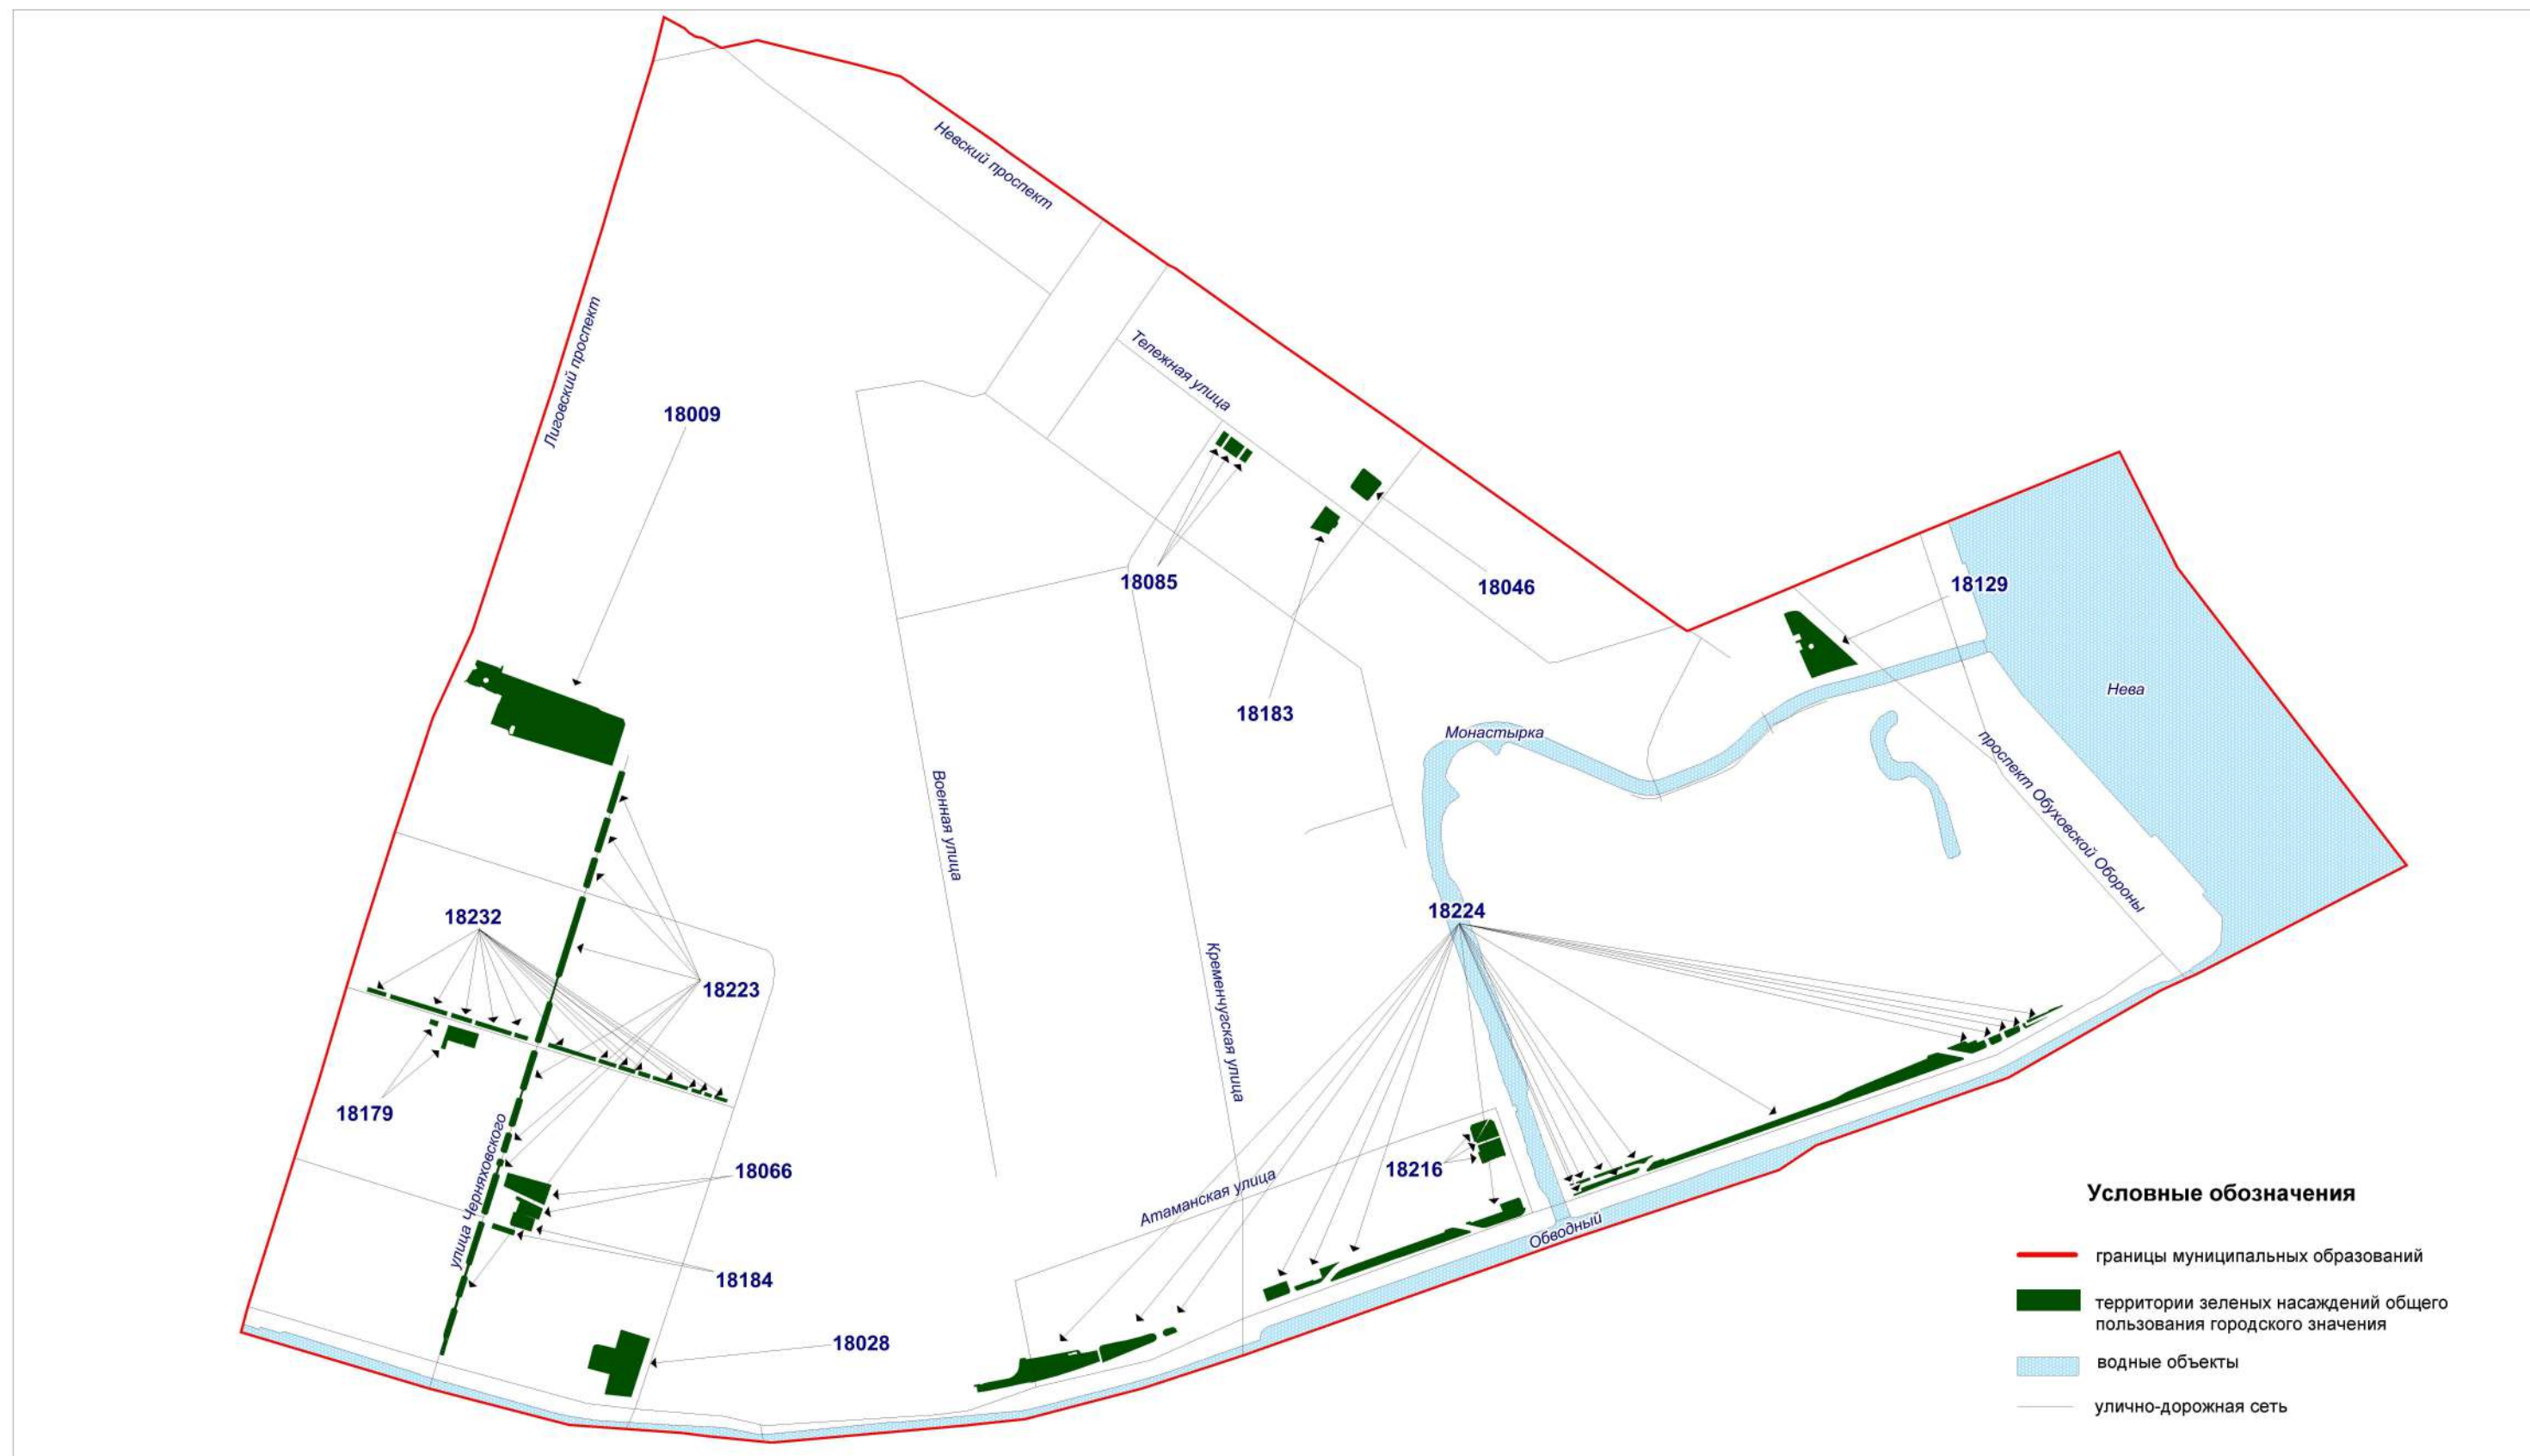 Невский проспект
Лиговский проспект
Тележная улица
18009
18085
18046
18129
18183
Нева
Монастырка
проспект Обуховской Обороны
Военная улица
18232
18224
18223
Кременчугская улица
18179
улица Черняховского
18066
18216
Атаманская улица
Обводный
18184
18028
Условные обозначения
границы муниципальных образований
территории зеленых насаждений общего
пользования городского значения
водные объекты
улично-дорожная сеть